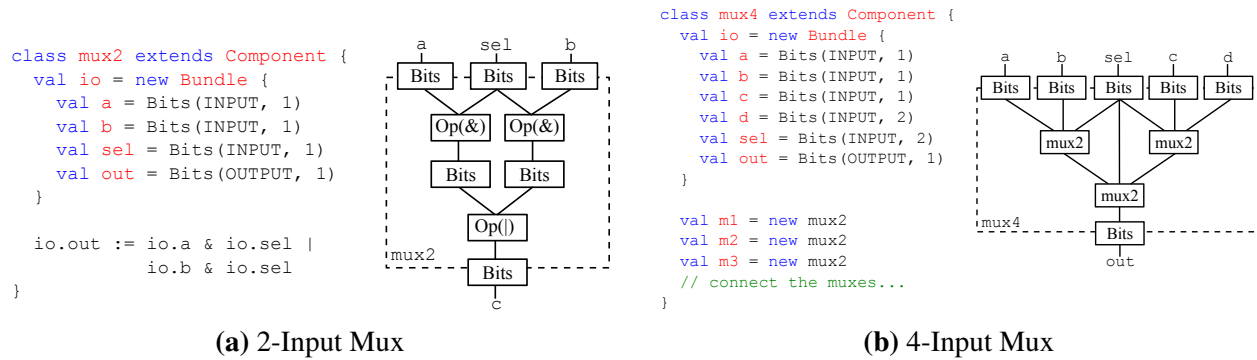 class mux2 extends Component {
  val io = new Bundle {
    val a = Bits(INPUT, 1)
    val b = Bits(INPUT, 1)
    val sel = Bits(INPUT, 1)
    val out = Bits(OUTPUT, 1)
  }
  io.out := io.a & io.sel |
            io.b & io.sel
}
a sel b
Bits Bits Bits
Op(&) Op(&)
Bits Bits
Op(|)
mux2
Bits
c
(a) 2-Input Mux
class mux4 extends Component {
  val io = new Bundle {
    val a = Bits(INPUT, 1)
    val b = Bits(INPUT, 1)
    val c = Bits(INPUT, 1)
    val d = Bits(INPUT, 2)
    val sel = Bits(INPUT, 2)
    val out = Bits(OUTPUT, 1)
  }
  val m1 = new mux2
  val m2 = new mux2
  val m3 = new mux2
  // connect the muxes...
}
a b sel c d
Bits Bits Bits Bits Bits
mux2 mux2
mux2
mux4
Bits
out
(b) 4-Input Mux